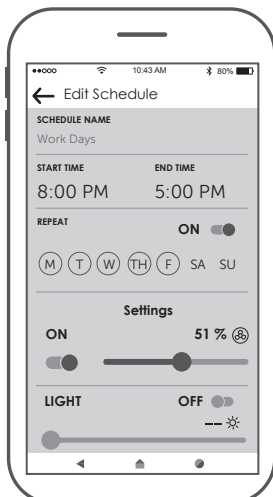 10:43 AM 80%
Edit Schedule
SCHEDULE NAME
Work Days
START TIME END TIME
8:00 PM 5:00 PM
REPEAT ON
M T W TH F SA SU
Settings
ON 51 %
LIGHT OFF
--